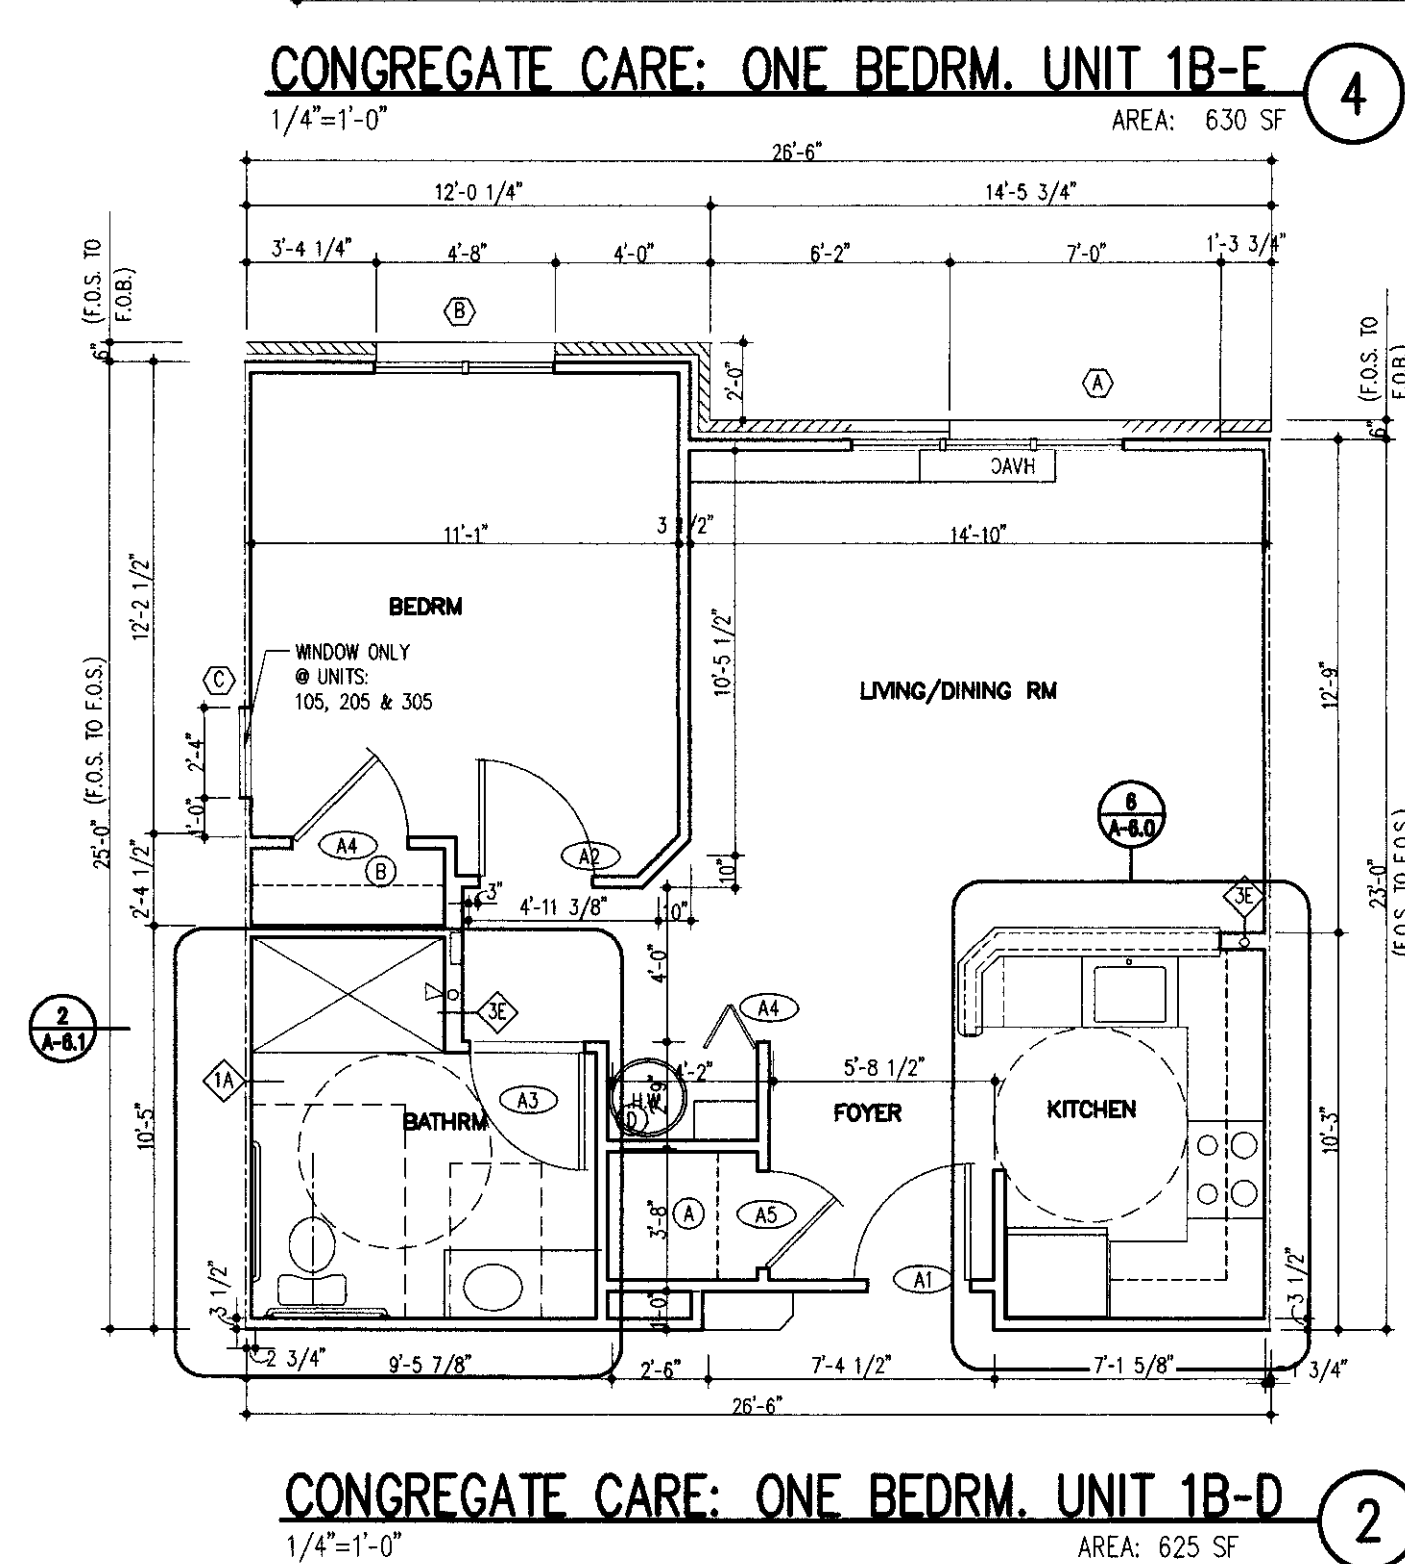 CONGREGATE CARE: ONE BEDRM. UNIT 1B-E
4
1/4"=1'-0"
AREA: 630 SF
26'-6"
12'-0 1/4"
14'-5 3/4"
3'-4 1/4"
4'-8"
4'-0"
6'-2"
7'-0"
1'-3 3/4"
(F.O.S. TO
F.O.B.)
6"
B
2'-0"
A
(F.O.S. TO
F.O.B.)
6"
HVAC
11'-1"
14'-10"
12'-2 1/2"
BEDRM
WINDOW ONLY
@ UNITS:
105, 205 & 305
C
10'-5 1/2"
LIVING/DINING RM
12'-9"
25'-0" (F.O.S. TO F.O.S.)
2'-4"
1'-0"
6
A-6.0
A4
B
A2
10"
2'-4 1/2"
3"
4'-11 3/8"
10"
3E
23'-0"
(F.O.S. TO F.O.S.)
4'-0"
2
A-6.1
3E
A4
1A
4'-2"
5'-8 1/2"
A3
H.W.
D
BATHRM
FOYER
KITCHEN
10'-5"
10'-3"
3'-8"
A
A5
A1
3 1/2"
1'-0"
3 1/2"
2 3/4"
9'-5 7/8"
2'-6"
7'-4 1/2"
7'-1 5/8"
26'-6"
CONGREGATE CARE: ONE BEDRM. UNIT 1B-D
2
1/4"=1'-0"
AREA: 625 SF